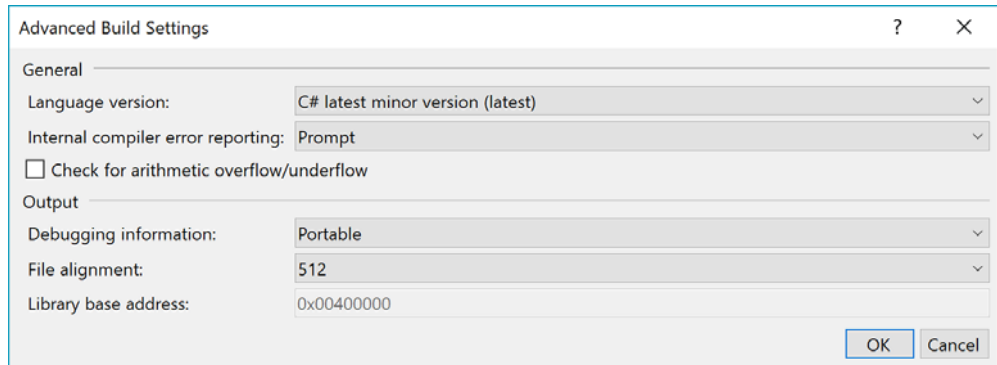 Advanced Build Settings ?
General
Language version: C# latest minor version (latest)
Internal compiler error reporting: Prompt
Check for arithmetic overflow/underflow
Output
Debugging information: Portable
File alignment: 512
Library base address: 0x00400000
OK Cancel